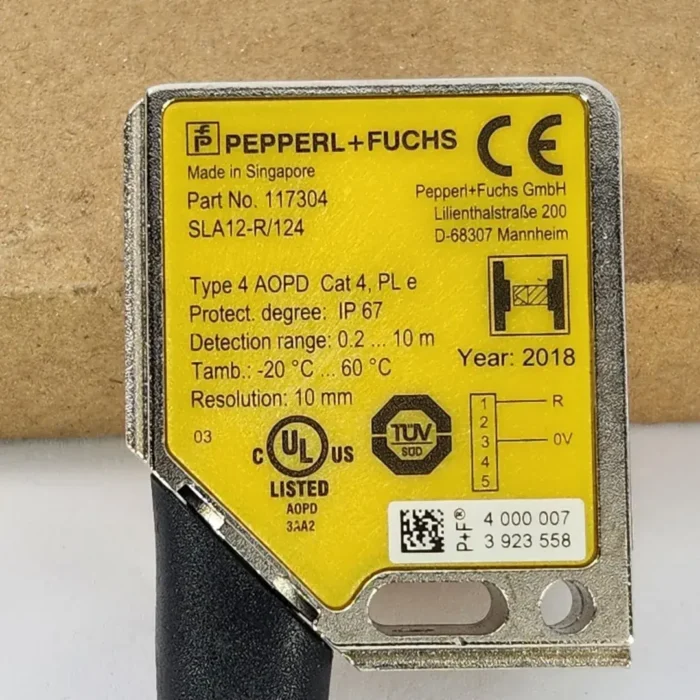 PEPPERL+FUCHS
CE
Made in Singapore
Part No. 117304
SLA12-R/124
Pepperl+Fuchs GmbH
Lilienthalstraße 200
D-68307 Mannheim
Type 4 AOPD Cat 4, PL e
Protect. degree: IP 67
Detection range: 0.2 ... 10 m
Tamb.: -20 °C ... 60 °C
Resolution: 10 mm
Year: 2018
03
C UL US
LISTED
AOPD
3AA2
TÜV
SÜD
1 R
2
3 0V
4
5
P+F®
4 000 007
3 923 558